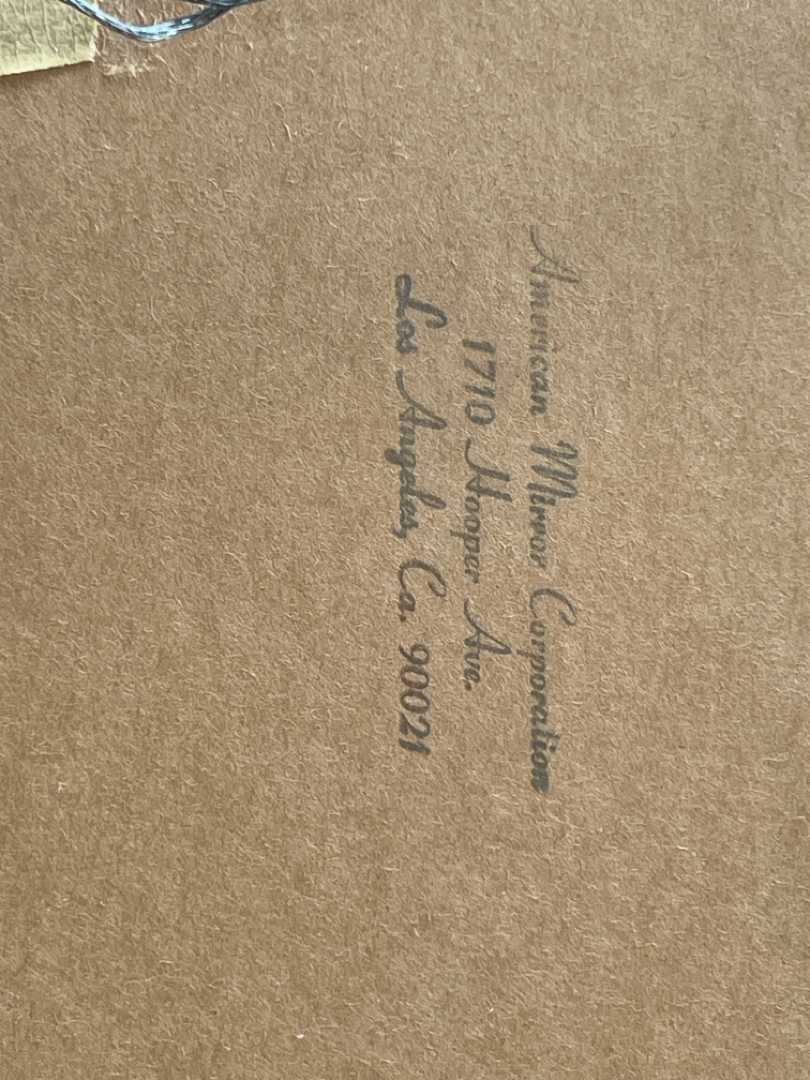 American Mirror Corporation
1710 Hooper Ave.
Los Angeles, Ca. 90021